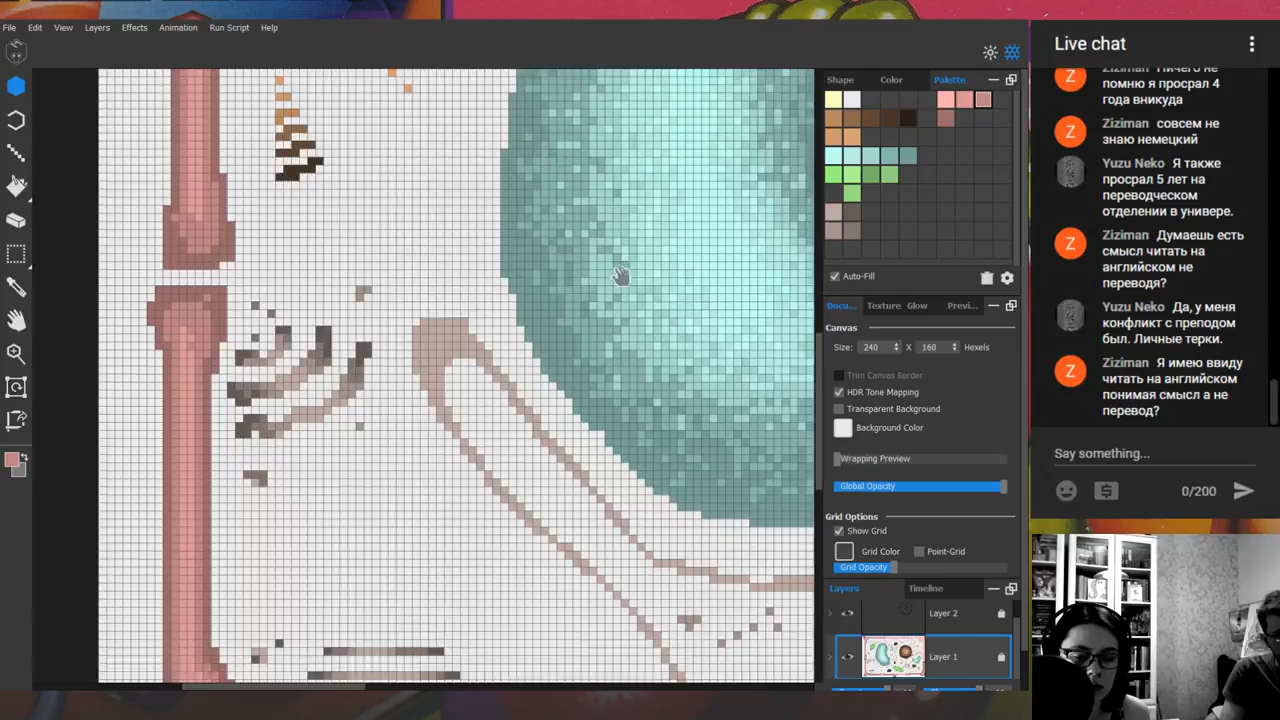 File Edit View Layers Effects Animation Run Script Help
Shape Color Palette
Auto-Fill
Docu... Texture Glow Previ...
Canvas
Size: 240 X 160 Hexels
Trim Canvas Border
HDR Tone Mapping
Transparent Background
Background Color
Wrapping Preview
Global Opacity
Grid Options
Show Grid
Grid Color Point-Grid
Grid Opacity
Layers Timeline
Layer 2
Layer 1
Live chat
Ziziman Ничего не
помню я просрал 4
года вникуда
Ziziman совсем не
знаю немецкий
Yuzu Neko Я также
просрал 5 лет на
переводческом
отделении в универе.
Ziziman Думаешь есть
смысл читать на
английском не
переводя?
Yuzu Neko Да, у меня
конфликт с преподом
был. Личные терки.
Ziziman Я имею ввиду
читать на английском
понимая смысл а не
перевод?
Say something...
0/200